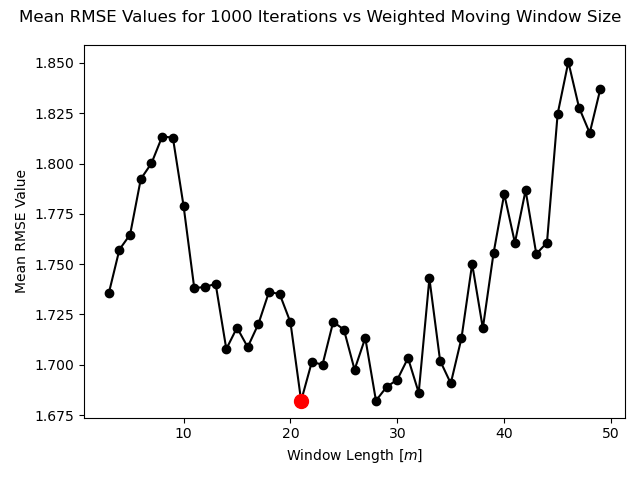 Mean RMSE Values for 1000 Iterations vs Weighted Moving Window Size
1.850
1.825
1.800
1.775
1.750
1.725
1.700
1.675
Mean RMSE Value
10 20 30 40 50
Window Length [m]